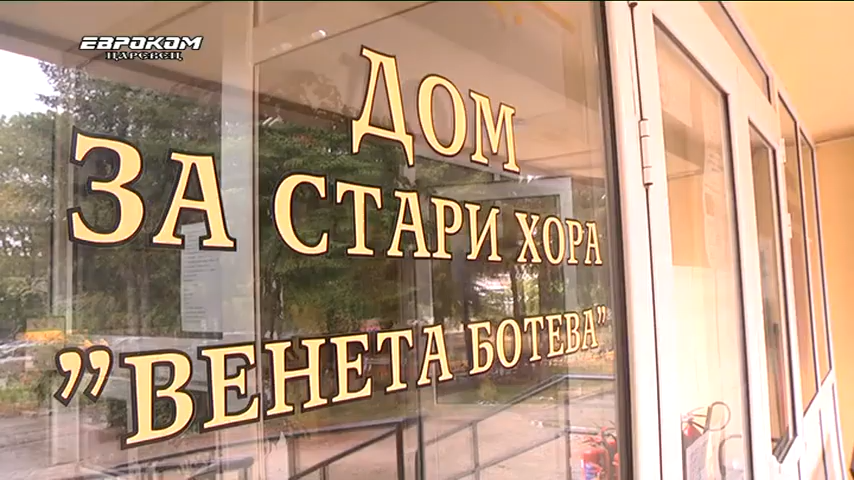 ЕВРОКОМ
ЦАРЕВЕЦ
ДОМ
ЗА СТАРИ ХОРА
”ВЕНЕТА БОТЕВА”